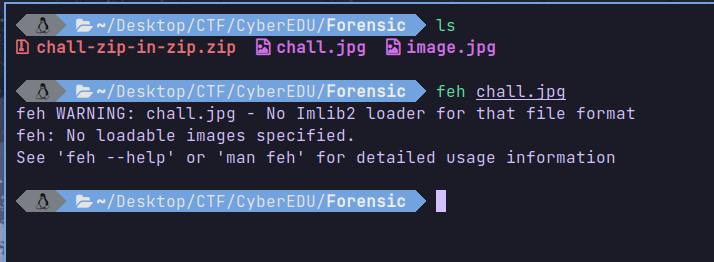 ~/Desktop/CTF/CyberEDU/Forensic ls
chall-zip-in-zip.zip chall.jpg image.jpg
~/Desktop/CTF/CyberEDU/Forensic feh chall.jpg
feh WARNING: chall.jpg - No Imlib2 loader for that file format
feh: No loadable images specified.
See 'feh --help' or 'man feh' for detailed usage information
~/Desktop/CTF/CyberEDU/Forensic